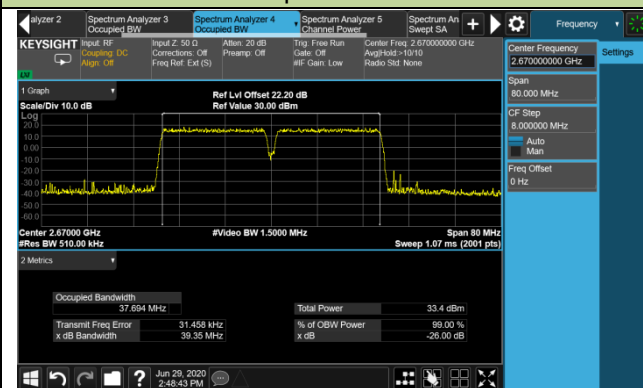 alyzer 2
Spectrum Analyzer 3
Occupied BW
Spectrum Analyzer 4
Occupied BW
Spectrum Analyzer 5
Channel Power
Spectrum An
Swept SA
Frequency
KEYSIGHT
Input: RF
Coupling: DC
Align: Off
Input Z: 50 Ω
Corrections: Off
Freq Ref: Ext (S)
Atten: 20 dB
Preamp: Off
Trig: Free Run
Gate: Off
#IF Gain: Low
Center Freq: 2.670000000 GHz
Avg|Hold:>10/10
Radio Std: None
LXI
Center Frequency
2.670000000 GHz
Settings
Span
80.000 MHz
CF Step
8.000000 MHz
Auto
Man
Freq Offset
0 Hz
1 Graph
Scale/Div 10.0 dB
Ref Lvl Offset 22.20 dB
Ref Value 30.00 dBm
Log
20.0
10.0
0.00
-10.0
-20.0
-30.0
-40.0
-50.0
-60.0
Center 2.67000 GHz
#Res BW 510.00 kHz
#Video BW 1.5000 MHz
Span 80 MHz
Sweep 1.07 ms (2001 pts)
2 Metrics
Occupied Bandwidth
37.694 MHz
Total Power 33.4 dBm
Transmit Freq Error 31.458 kHz
% of OBW Power 99.00 %
x dB Bandwidth 39.35 MHz
x dB -26.00 dB
?
Jun 29, 2020
2:48:43 PM